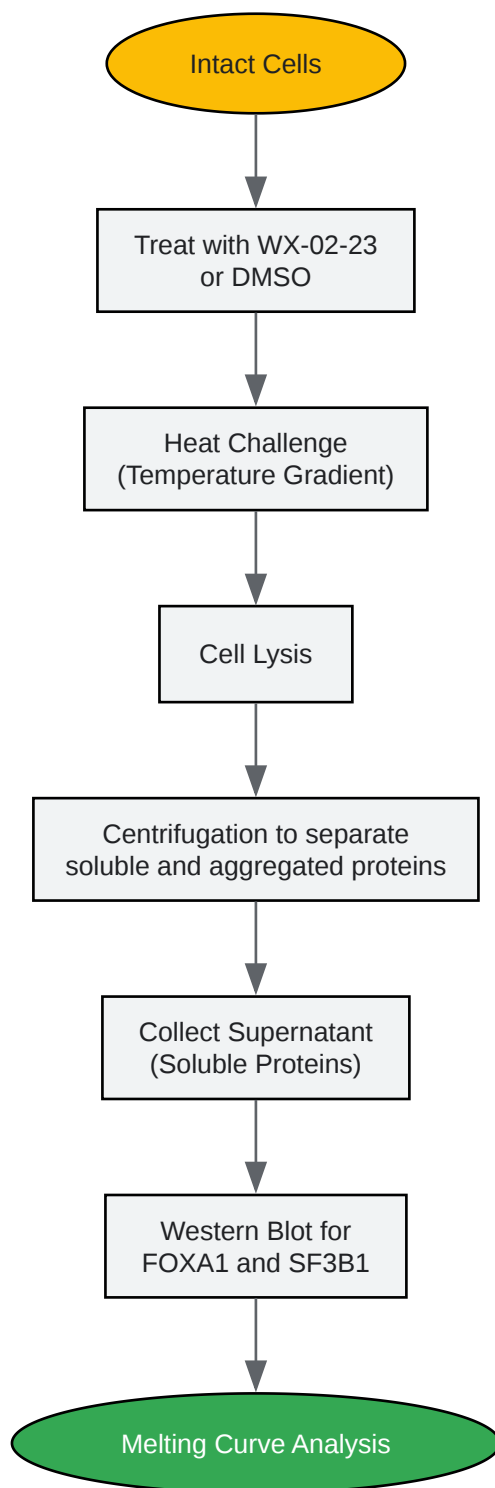 Intact Cells
Treat with WX-02-23
or DMSO
Heat Challenge
(Temperature Gradient)
Cell Lysis
Centrifugation to separate
soluble and aggregated proteins
Collect Supernatant
(Soluble Proteins)
Western Blot for
FOXA1 and SF3B1
Melting Curve Analysis